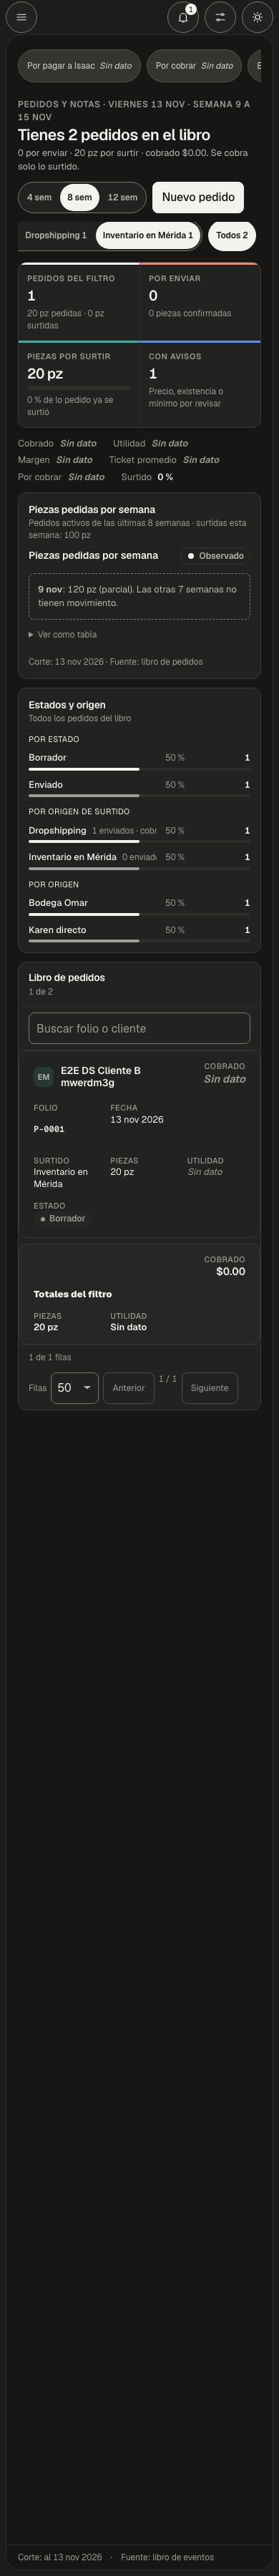 1
Por pagar a Isaac Sin dato
Por cobrar Sin dato
PEDIDOS Y NOTAS · VIERNES 13 NOV · SEMANA 9 A
15 NOV
Tienes 2 pedidos en el libro
0 por enviar · 20 pz por surtir · cobrado $0.00. Se cobra
solo lo surtido.
4 sem 8 sem 12 sem Nuevo pedido
Dropshipping 1 Inventario en Mérida 1 Todos 2
PEDIDOS DEL FILTRO
1
20 pz pedidas · 0 pz
surtidas
POR ENVIAR
0
0 piezas confirmadas
PIEZAS POR SURTIR
20 pz
0 % de lo pedido ya se
surtió
CON AVISOS
1
Precio, existencia o
mínimo por revisar
Cobrado Sin dato Utilidad Sin dato
Margen Sin dato Ticket promedio Sin dato
Por cobrar Sin dato Surtido 0 %
Piezas pedidas por semana
Pedidos activos de las últimas 8 semanas · surtidas esta
semana: 100 pz
Piezas pedidas por semana Observado
9 nov: 120 pz (parcial). Las otras 7 semanas no
tienen movimiento.
Ver como tabla
Corte: 13 nov 2026 · Fuente: libro de pedidos
Estados y origen
Todos los pedidos del libro
POR ESTADO
Borrador 50 % 1
Enviado 50 % 1
POR ORIGEN DE SURTIDO
Dropshipping 1 enviados · 50 % 1
Inventario en Mérida 0 50 % 1
POR ORIGEN
Bodega Omar 50 % 1
Karen directo 50 % 1
Libro de pedidos
1 de 2
Buscar folio o cliente
EM
E2E DS Cliente B
mwerdm3g
COBRADO
Sin dato
FOLIO
P-0001
FECHA
13 nov 2026
SURTIDO
Inventario en
Mérida
PIEZAS
20 pz
UTILIDAD
Sin dato
ESTADO
Borrador
COBRADO
$0.00
Totales del filtro
PIEZAS
20 pz
UTILIDAD
Sin dato
1 de 1 filas
Filas 50 Anterior 1 / 1 Siguiente
Corte: al 13 nov 2026 · Fuente: libro de eventos